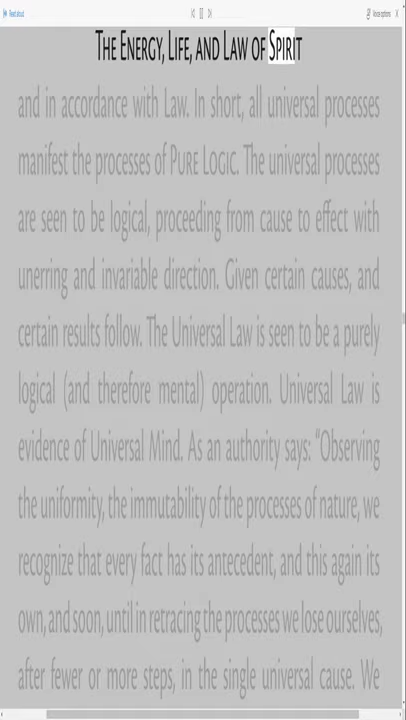 Read aloud
Voice options
THE ENERGY, LIFE, AND LAW OF SPIRIT
and in accordance with Law. In short, all universal processes
manifest the processes of PURE LOGIC. The universal processes
are seen to be logical, proceeding from cause to effect with
unerring and invariable direction. Given certain causes, and
certain results follow. The Universal Law is seen to be a purely
logical (and therefore mental) operation. Universal Law is
evidence of Universal Mind. As an authority says: “Observing
the uniformity, the immutability of the processes of nature, we
recognize that every fact has its antecedent, and this again its
own, and soon, until in retracing the processes we lose ourselves,
after fewer or more steps, in the single universal cause. We